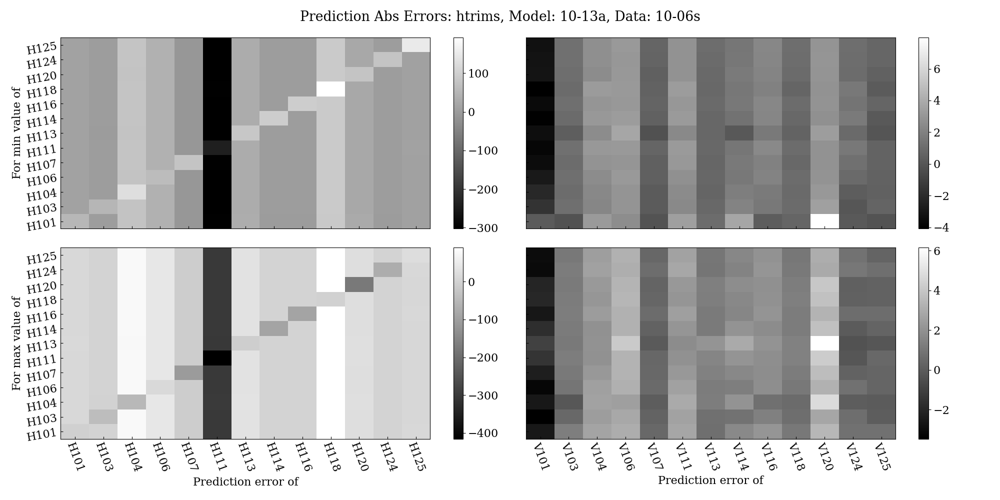 Prediction Abs Errors: htrims, Model: 10-13a, Data: 10-06s
For min value of
H125
H124
H120
H118
H116
H114
H113
H111
H107
H106
H104
H103
H101
100
0
−100
−200
−300
6
4
2
0
−2
−4
For max value of
H125
H124
H120
H118
H116
H114
H113
H111
H107
H106
H104
H103
H101
0
−100
−200
−300
−400
6
4
2
0
−2
H101 H103 H104 H106 H107 H111 H113 H114 H116 H118 H120 H124 H125
Prediction error of
V101 V103 V104 V106 V107 V111 V113 V114 V116 V118 V120 V124 V125
Prediction error of